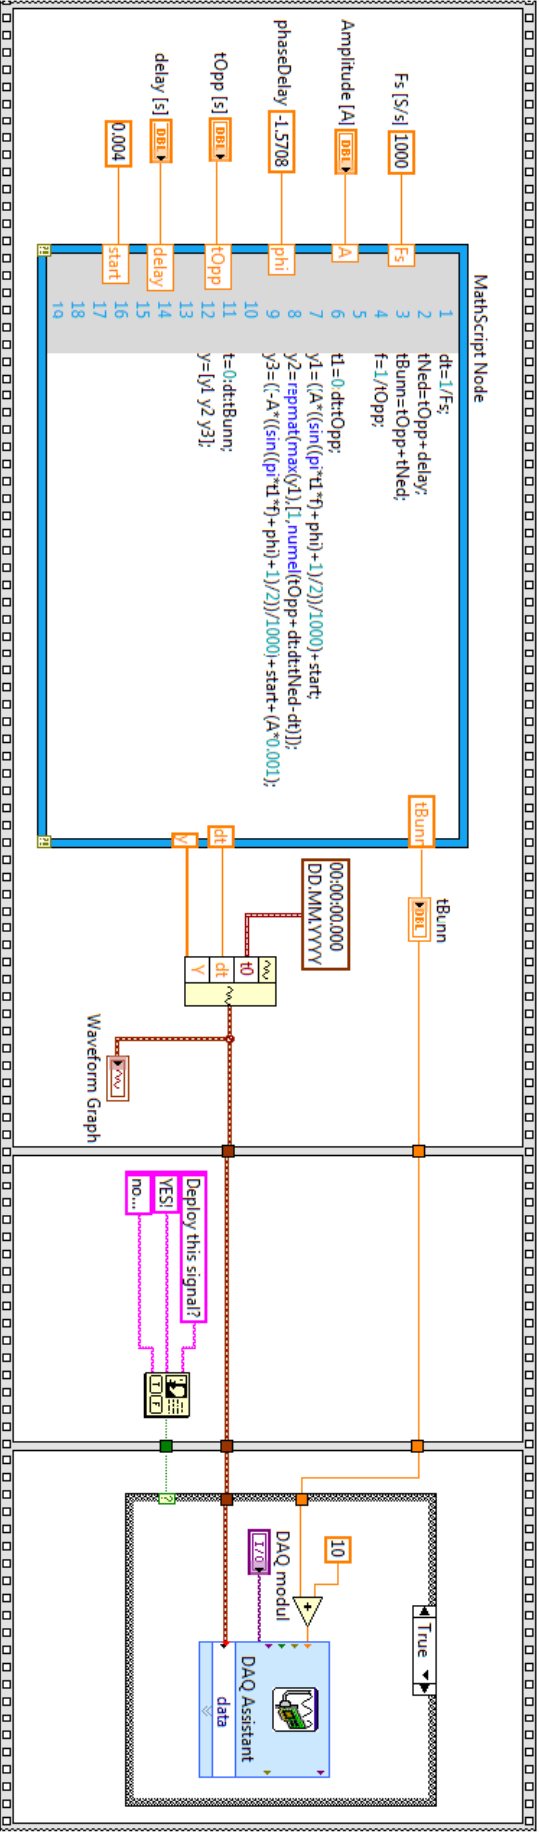 Fs [S/s]
1000
Amplitude [A]
DBL
phaseDelay
-1.5708
tOpp [s]
DBL
delay [s]
DBL
0.004
MathScript Node
Fs
A
phi
tOpp
delay
start
1 dt=1/Fs;
2 tNed=tOpp+delay;
3 tBunn=tOpp+tNed;
4 f=1/tOpp;
5
6 t1=0:dt:tOpp;
7 y1=((A*((sin((pi*t1*f)+phi)+1)/2))/1000)+start;
8 y2=repmat(max(y1),[1,numel(tOpp+dt:dt:tNed-dt)]);
9 y3=((-A*((sin((pi*t1*f)+phi)+1)/2))/1000)+start+(A*0.001);
10
11 t=0:dt:tBunn;
12 y=[y1 y2 y3];
13
14
15
16
17
18
19
tBunn
dt
y
tBunn
DBL
00:00:00.000
DD.MM.YYYY
t0
dt
Y
Waveform Graph
Deploy this signal?
YES!
no...
T F
?
True
10
+
DAQ modul
I/O
DAQ Assistant
data